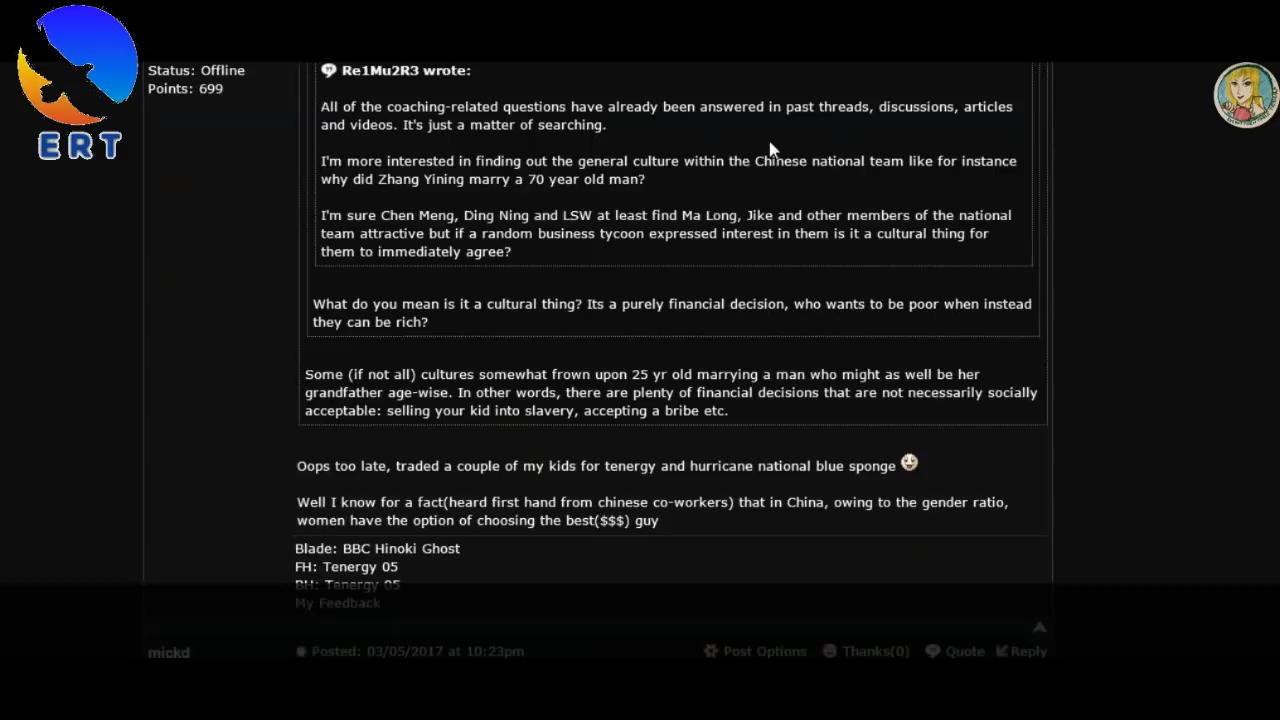 ERT
Status: Offline
Points: 699
Re1Mu2R3 wrote:
All of the coaching-related questions have already been answered in past threads, discussions, articles
and videos. It's just a matter of searching.
I'm more interested in finding out the general culture within the Chinese national team like for instance
why did Zhang Yining marry a 70 year old man?
I'm sure Chen Meng, Ding Ning and LSW at least find Ma Long, Jike and other members of the national
team attractive but if a random business tycoon expressed interest in them is it a cultural thing for
them to immediately agree?
What do you mean is it a cultural thing? Its a purely financial decision, who wants to be poor when instead
they can be rich?
Some (if not all) cultures somewhat frown upon 25 yr old marrying a man who might as well be her
grandfather age-wise. In other words, there are plenty of financial decisions that are not necessarily socially
acceptable: selling your kid into slavery, accepting a bribe etc.
Oops too late, traded a couple of my kids for tenergy and hurricane national blue sponge
Well I know for a fact(heard first hand from chinese co-workers) that in China, owing to the gender ratio,
women have the option of choosing the best($$$) guy
Blade: BBC Hinoki Ghost
FH: Tenergy 05
BH: Tenergy 05
My Feedback
mickd
Posted: 03/05/2017 at 10:23pm
Post Options
Thanks(0)
Quote
Reply